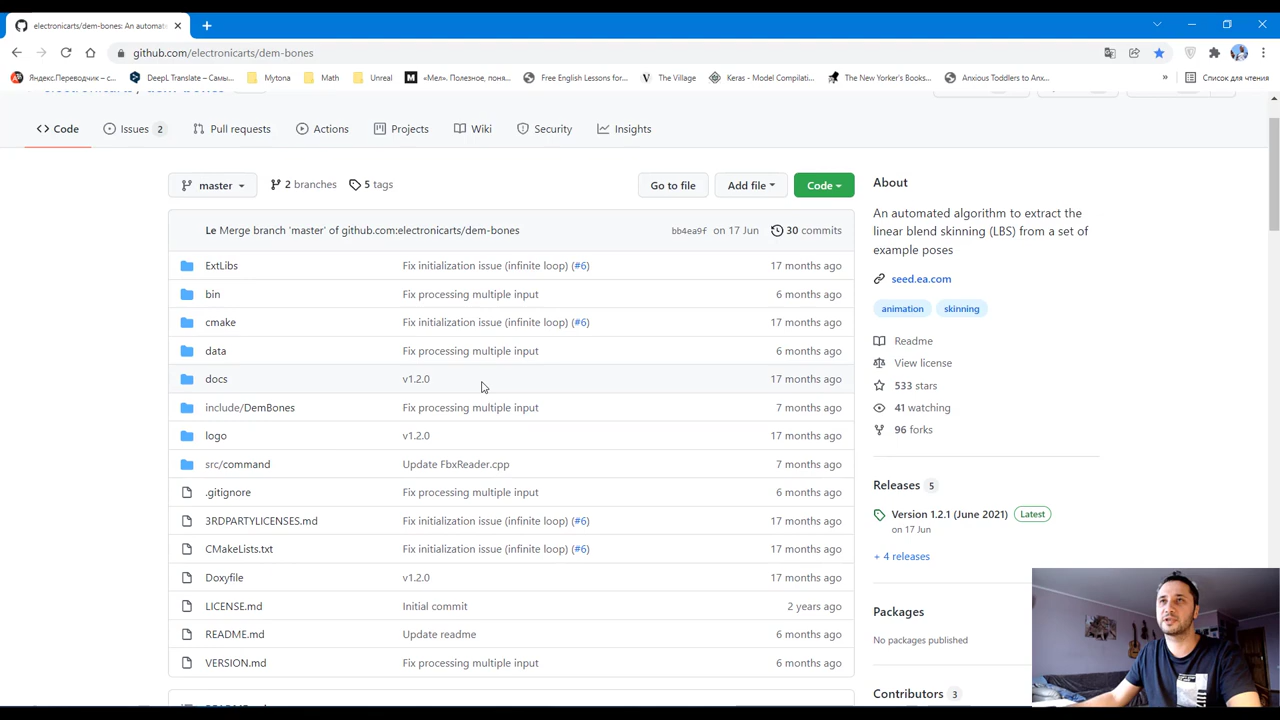 electronicarts/dem-bones: An automat
github.com/electronicarts/dem-bones
Яндекс.Переводчик – с...
DeepL Translate – Самы...
Mytona
Math
Unreal
«Мел». Полезное, поня...
Free English Lessons for...
The Village
Keras - Model Compilati...
The New Yorker's Books...
Anxious Toddlers to Anx...
»
Список для чтения
electronicarts / dem-bones
Code
Issues 2
Pull requests
Actions
Projects
Wiki
Security
Insights
master
2 branches
5 tags
Go to file
Add file
Code
Le Merge branch 'master' of github.com:electronicarts/dem-bones bb4ea9f on 17 Jun 30 commits
ExtLibs Fix initialization issue (infinite loop) (#6) 17 months ago
bin Fix processing multiple input 6 months ago
cmake Fix initialization issue (infinite loop) (#6) 17 months ago
data Fix processing multiple input 6 months ago
docs v1.2.0 17 months ago
include/DemBones Fix processing multiple input 7 months ago
logo v1.2.0 17 months ago
src/command Update FbxReader.cpp 7 months ago
.gitignore Fix processing multiple input 6 months ago
3RDPARTYLICENSES.md Fix initialization issue (infinite loop) (#6) 17 months ago
CMakeLists.txt Fix initialization issue (infinite loop) (#6) 17 months ago
Doxyfile v1.2.0 17 months ago
LICENSE.md Initial commit 2 years ago
README.md Update readme 6 months ago
VERSION.md Fix processing multiple input 6 months ago
About
An automated algorithm to extract the
linear blend skinning (LBS) from a set of
example poses
seed.ea.com
animation
skinning
Readme
View license
533 stars
41 watching
96 forks
Releases 5
Version 1.2.1 (June 2021) Latest
on 17 Jun
+ 4 releases
Packages
No packages published
Contributors 3